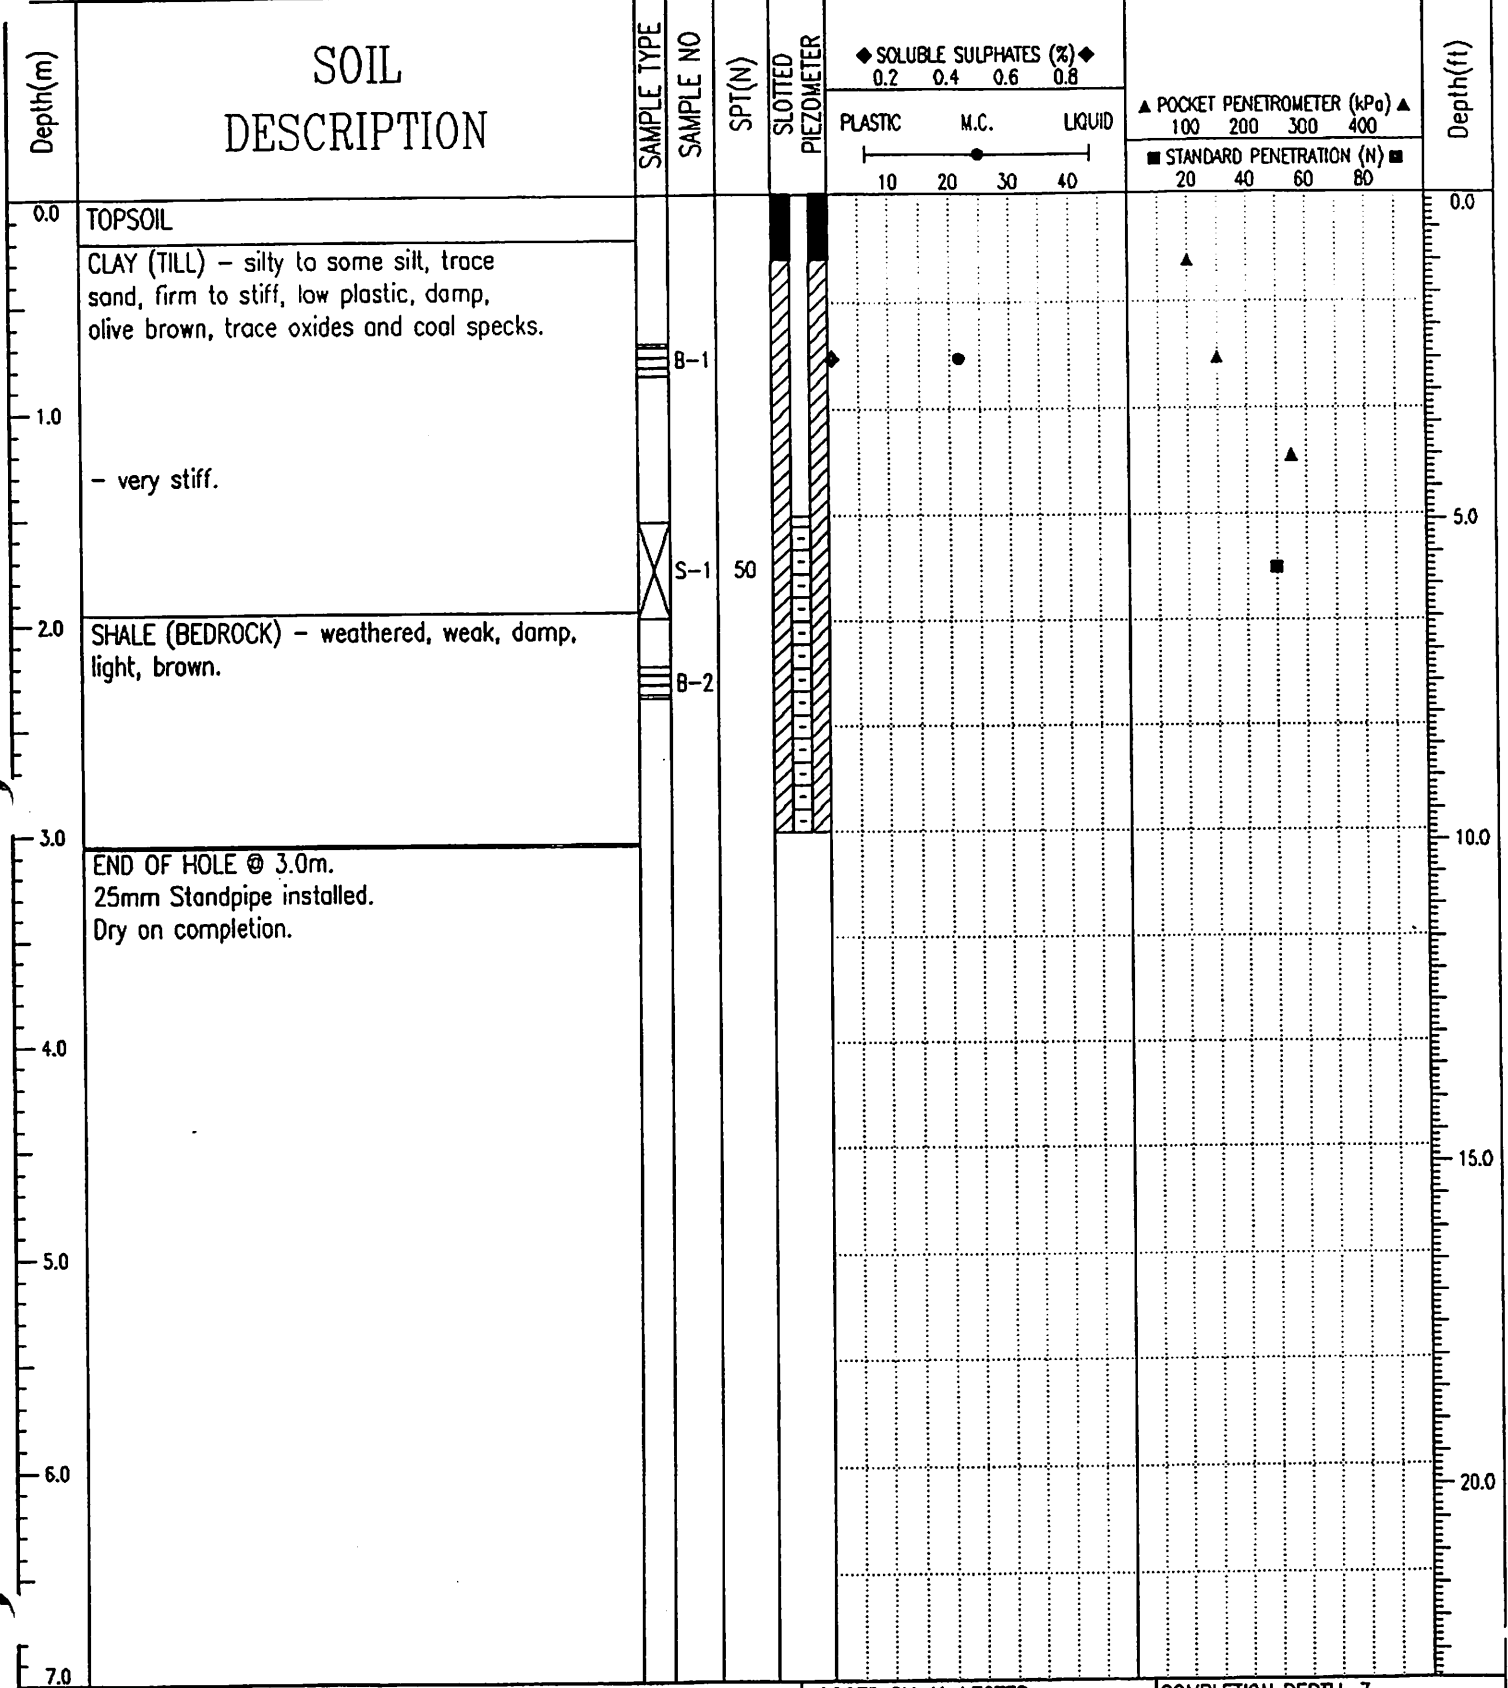 Depth(m)
SOIL
DESCRIPTION
SAMPLE TYPE
SAMPLE NO
SPT(N)
SLOTTED
PIEZOMETER
◆ SOLUBLE SULPHATES (%) ◆
0.2 0.4 0.6 0.8
PLASTIC M.C. LIQUID
10 20 30 40
▲ POCKET PENETROMETER (kPa) ▲
100 200 300 400
■ STANDARD PENETRATION (N) ■
20 40 60 80
Depth(ft)
0.0
TOPSOIL
0.0
CLAY (TILL) – silty to some silt, trace
sand, firm to stiff, low plastic, damp,
olive brown, trace oxides and coal specks.
B-1
1.0
– very stiff.
5.0
S-1 50
2.0
SHALE (BEDROCK) – weathered, weak, damp,
light, brown.
B-2
3.0
10.0
END OF HOLE @ 3.0m.
25mm Standpipe installed.
Dry on completion.
4.0
15.0
5.0
6.0
20.0
7.0